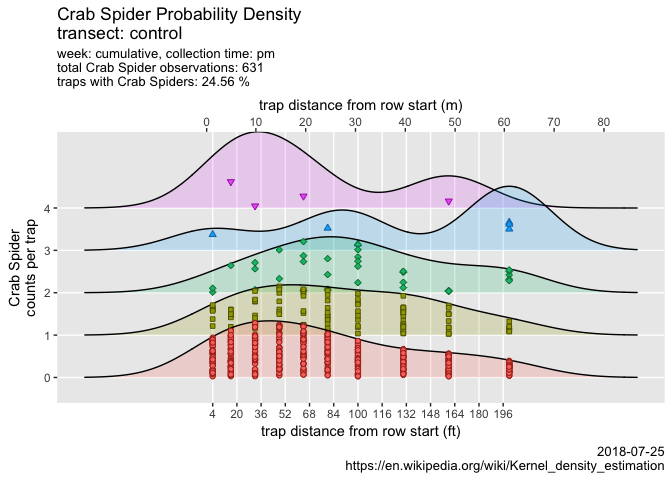 Crab Spider Probability Density
transect: control
week: cumulative, collection time: pm
total Crab Spider observations: 631
traps with Crab Spiders: 24.56 %
trap distance from row start (m)
0 10 20 30 40 50 60 70 80
Crab Spider
counts per trap
4
3
2
1
0
4 20 36 52 68 84 100 116 132 148 164 180 196
trap distance from row start (ft)
2018-07-25
https://en.wikipedia.org/wiki/Kernel_density_estimation